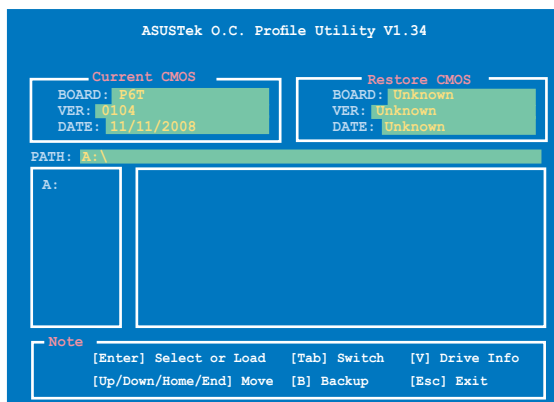 ASUSTek O.C. Profile Utility V1.34
Current CMOS
BOARD: P6T
VER: 0104
DATE: 11/11/2008
Restore CMOS
BOARD: Unknown
VER: Unknown
DATE: Unknown
PATH: A:\
A:
Note
[Enter] Select or Load [Tab] Switch [V] Drive Info
[Up/Down/Home/End] Move [B] Backup [Esc] Exit